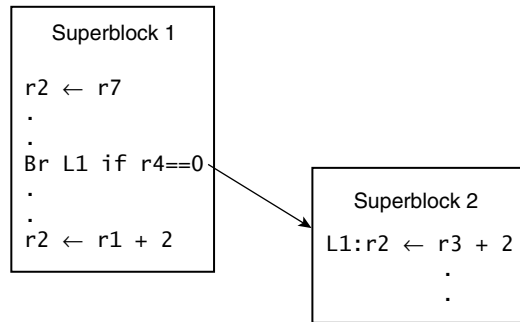 Superblock 1
r2 ← r7
.
.
Br L1 if r4==0
.
.
r2 ← r1 + 2
Superblock 2
L1:r2 ← r3 + 2
.
.